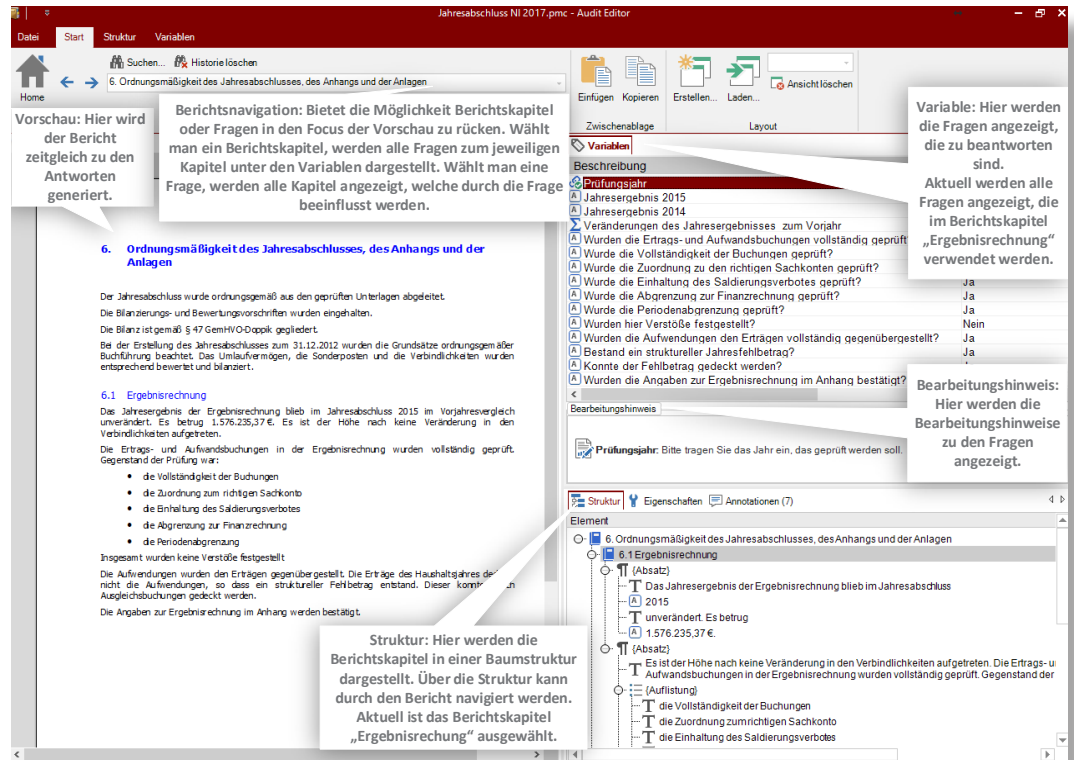 Jahresabschluss NI 2017.pmc - Audit Editor
Datei Start Struktur Variablen
Suchen... Historie löschen
6. Ordnungsmäßigkeit des Jahresabschlusses, des Anhangs und der Anlagen
Home
Einfügen Kopieren Erstellen... Laden... Ansicht löschen
Zwischenablage Layout
Vorschau: Hier wird
der Bericht
zeitgleich zu den
Antworten
generiert.
Berichtsnavigation: Bietet die Möglichkeit Berichtskapitel
oder Fragen in den Focus der Vorschau zu rücken. Wählt
man ein Berichtskapitel, werden alle Fragen zum jeweiligen
Kapitel unter den Variablen dargestellt. Wählt man eine
Frage, werden alle Kapitel angezeigt, welche durch die Frage
beeinflusst werden.
Variable: Hier werden
die Fragen angezeigt,
die zu beantworten
sind.
Aktuell werden alle
Fragen angezeigt, die
im Berichtskapitel
„Ergebnisrechnung“
verwendet werden.
Variablen
Beschreibung
Prüfungsjahr
Jahresergebnis 2015
Jahresergebnis 2014
Veränderungen des Jahresergebnisses zum Vorjahr
Wurden die Ertrags- und Aufwandsbuchungen vollständig geprüft?
Wurde die Vollständigkeit der Buchungen geprüft?
Wurde die Zuordnung zu den richtigen Sachkonten geprüft?
Wurde die Einhaltung des Saldierungsverbotes geprüft? Ja
Wurde die Abgrenzung zur Finanzrechnung geprüft? Ja
Wurde die Periodenabgrenzung geprüft? Ja
Wurden hier Verstöße festgestellt? Nein
Wurden die Aufwendungen den Erträgen vollständig gegenübergestellt? Ja
Bestand ein struktureller Jahresfehlbetrag? Ja
Konnte der Fehlbetrag gedeckt werden? Ja
Wurden die Angaben zur Ergebnisrechnung im Anhang bestätigt?
Bearbeitungshinweis
Prüfungsjahr: Bitte tragen Sie das Jahr ein, das geprüft werden soll.
Bearbeitungshinweis:
Hier werden die
Bearbeitungshinweise
zu den Fragen
angezeigt.
6. Ordnungsmäßigkeit des Jahresabschlusses, des Anhangs und der
Anlagen
Der Jahresabschluss wurde ordnungsgemäß aus den geprüften Unterlagen abgeleitet.
Die Bilanzierungs- und Bewertungsvorschriften wurden eingehalten.
Die Bilanz ist gemäß § 47 GemHVO-Doppik gegliedert.
Bei der Erstellung des Jahresabschlusses zum 31.12.2012 wurden die Grundsätze ordnungsgemäßer
Buchführung beachtet. Das Umlaufvermögen, die Sonderposten und die Verbindlichkeiten wurden
entsprechend bewertet und bilanziert.
6.1 Ergebnisrechnung
Das Jahresergebnis der Ergebnisrechnung blieb im Jahresabschluss 2015 im Vorjahresvergleich
unverändert. Es betrug 1.576.235,37 €. Es ist der Höhe nach keine Veränderung in den
Verbindlichkeiten aufgetreten.
Die Ertrags- und Aufwandsbuchungen in der Ergebnisrechnung wurden vollständig geprüft.
Gegenstand der Prüfung war:
• die Vollständigkeit der Buchungen
• die Zuordnung zum richtigen Sachkonto
• die Einhaltung des Saldierungsverbotes
• die Abgrenzung zur Finanzrechnung
• die Periodenabgrenzung
Insgesamt wurden keine Verstöße festgestellt
Die Aufwendungen wurden den Erträgen gegenübergestellt. Die Erträge des Haushaltsjahres
nicht die Aufwendungen, so dass ein struktureller Fehlbetrag entstand. Dieser
Ausgleichsbuchungen gedeckt werden.
Die Angaben zur Ergebnisrechnung im Anhang werden bestätigt.
Struktur: Hier werden die
Berichtskapitel in einer Baumstruktur
dargestellt. Über die Struktur kann
durch den Bericht navigiert werden.
Aktuell ist das Berichtskapitel
„Ergebnisrechung“ ausgewählt.
Struktur Eigenschaften Annotationen (7)
Element
6. Ordnungsmäßigkeit des Jahresabschlusses, des Anhangs und der Anlagen
6.1 Ergebnisrechnung
{Absatz}
Das Jahresergebnis der Ergebnisrechnung blieb im Jahresabschluss
2015
unverändert. Es betrug
1.576.235,37 €.
{Absatz}
Es ist der Höhe nach keine Veränderung in den Verbindlichkeiten aufgetreten. Die Ertrags- u
Aufwandsbuchungen in der Ergebnisrechnung wurden vollständig geprüft. Gegenstand der
{Auflistung}
die Vollständigkeit der Buchungen
die Zuordnung zum richtigen Sachkonto
die Einhaltung des Saldierungsverbotes